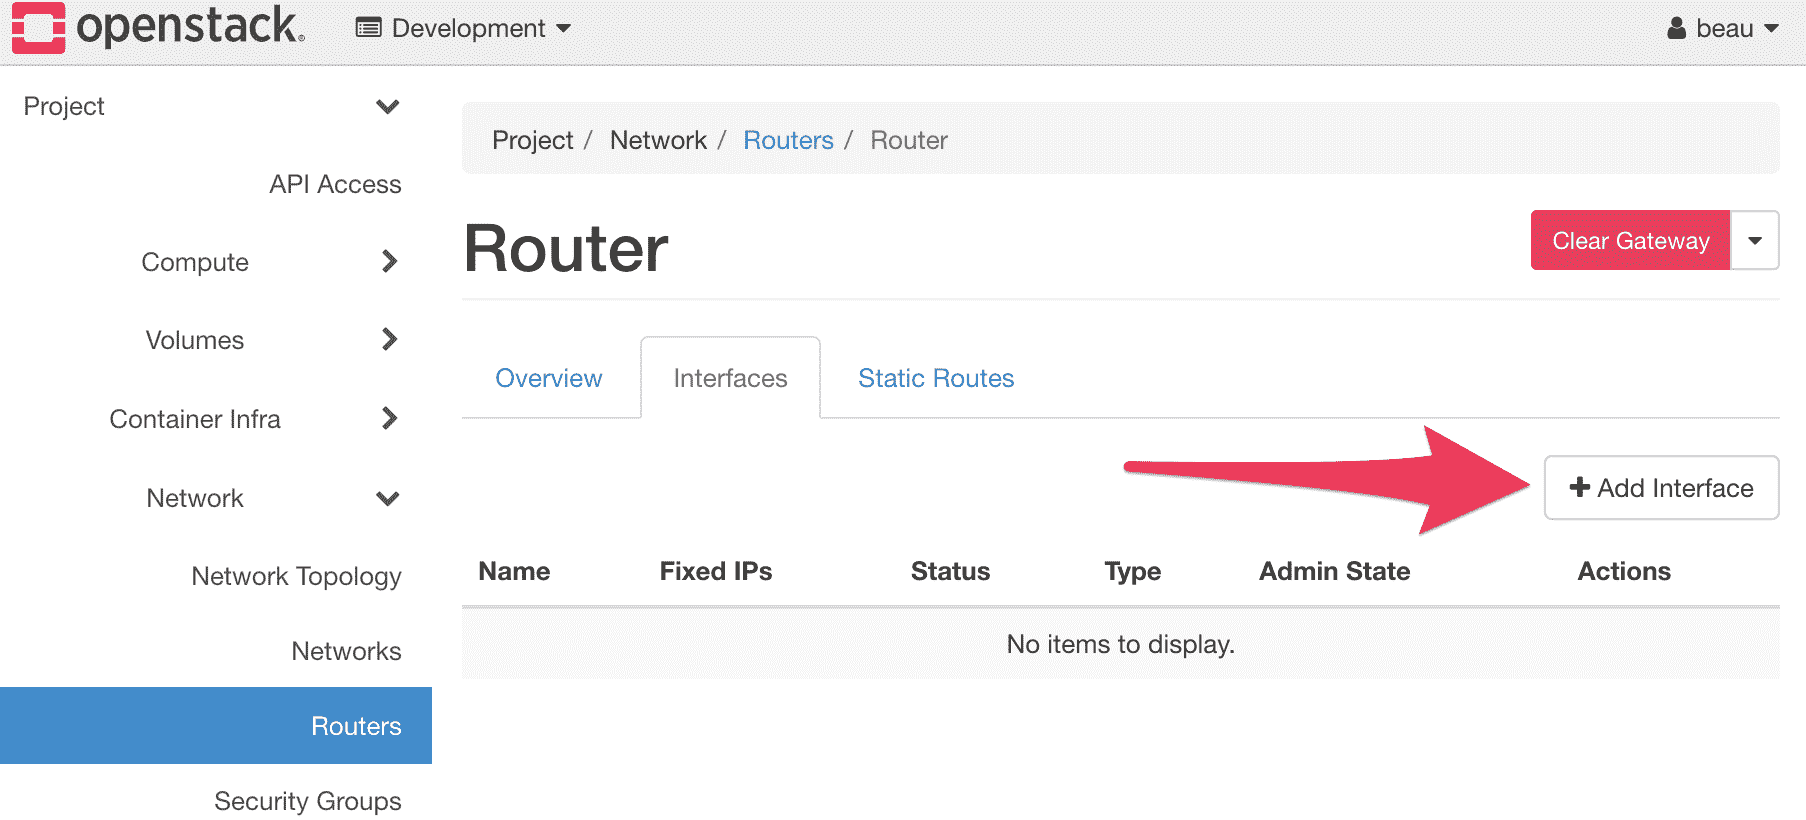 openstack.
Development
beau
Project
API Access
Compute
Volumes
Container Infra
Network
Network Topology
Networks
Routers
Security Groups
Project / Network / Routers / Router
Router
Clear Gateway
Overview Interfaces Static Routes
+ Add Interface
Name Fixed IPs Status Type Admin State Actions
No items to display.